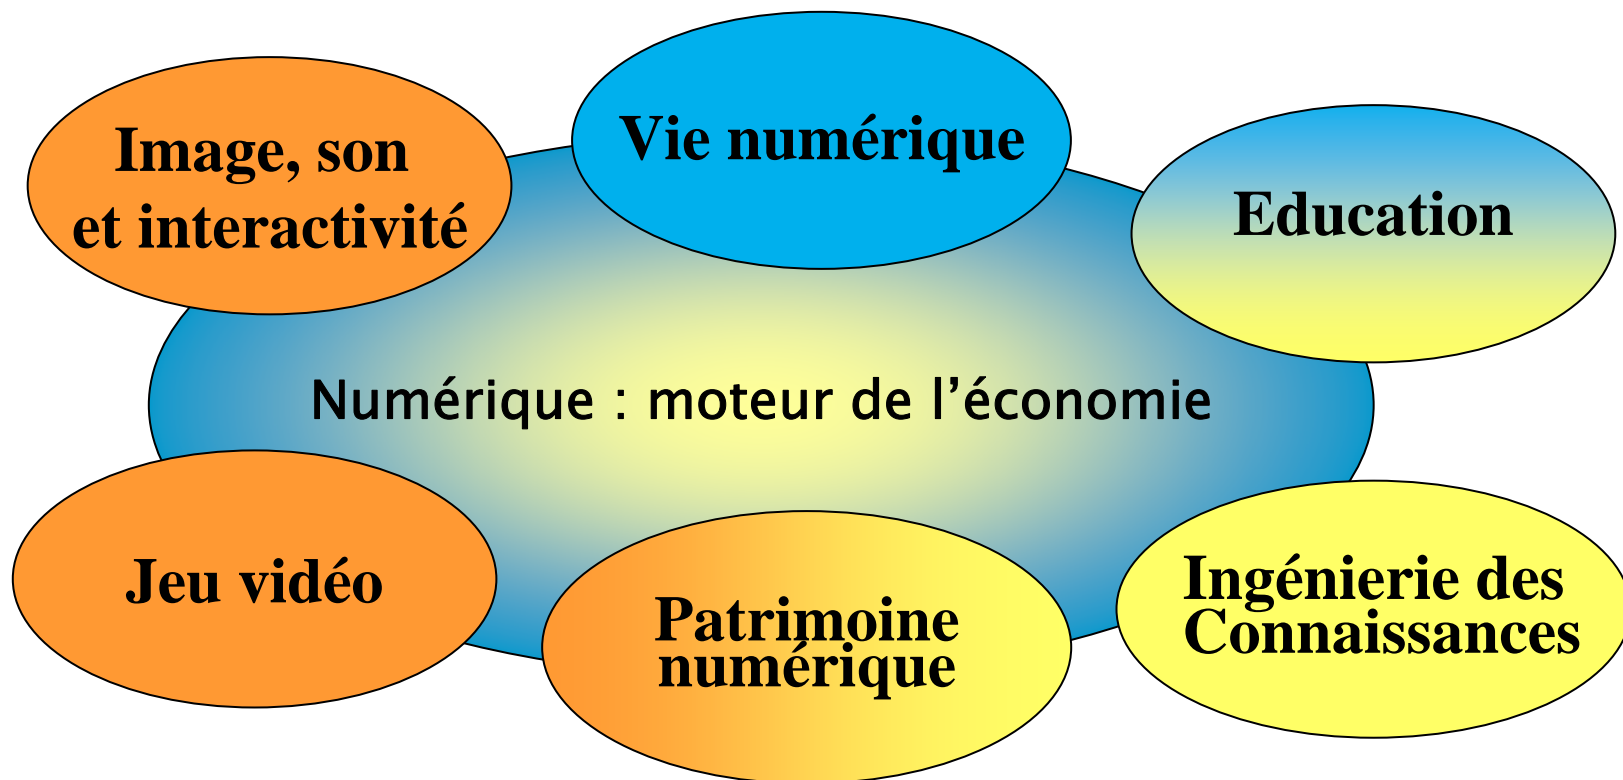 Image, son
et interactivité
Vie numérique
Education
Numérique : moteur de l’économie
Jeu vidéo
Patrimoine
numérique
Ingénierie des
Connaissances